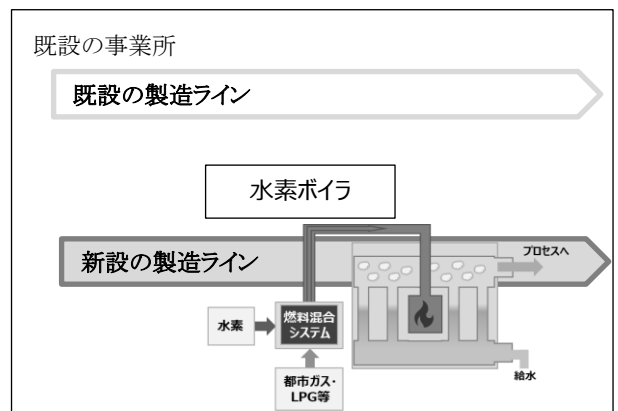 既設の事業所
既設の製造ライン
水素ボイラ
新設の製造ライン
プロセスへ
水素
燃料混合
システム
都市ガス・
LPG等
給水